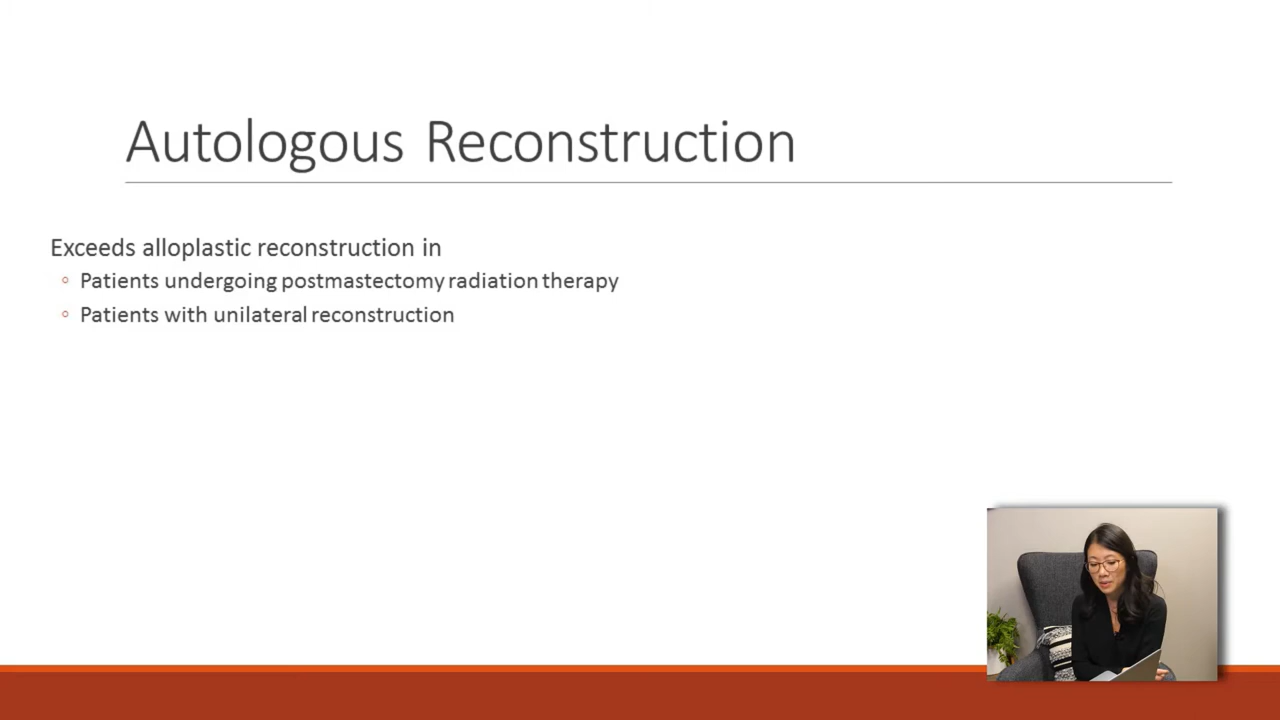 Autologous Reconstruction
Exceeds alloplastic reconstruction in
◦ Patients undergoing postmastectomy radiation therapy
◦ Patients with unilateral reconstruction